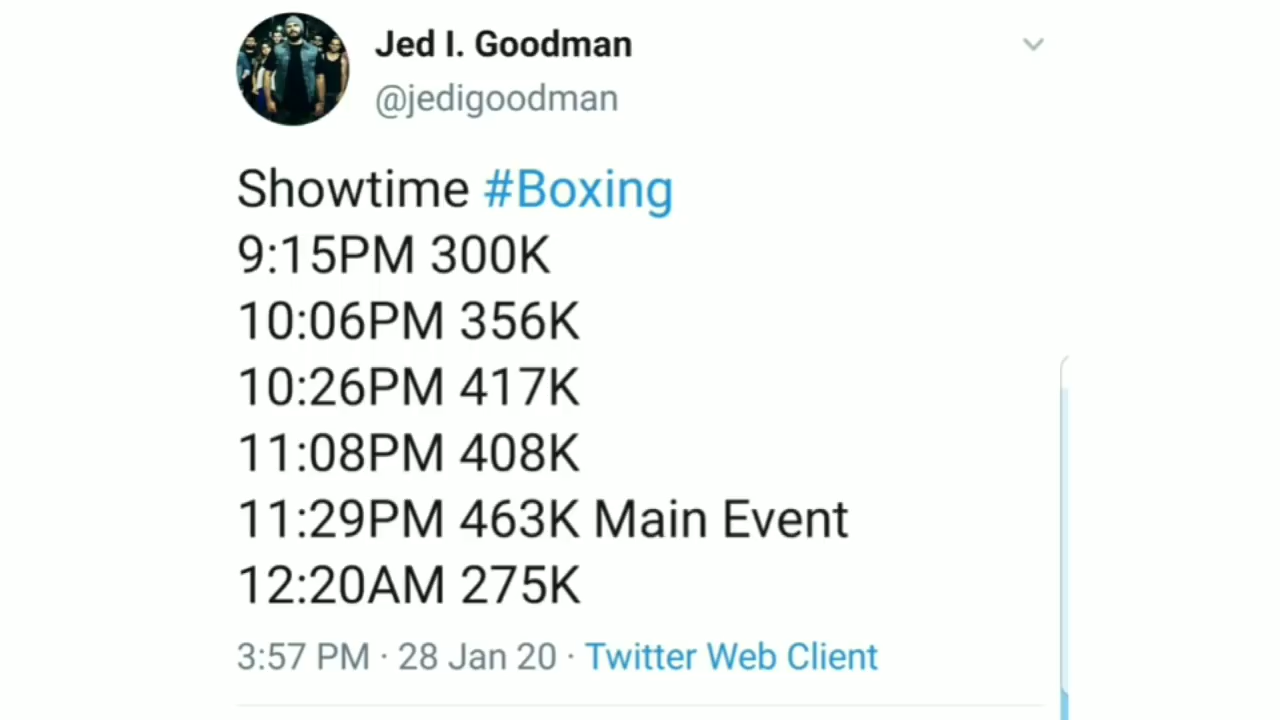 Jed I. Goodman
@jedigoodman
Showtime #Boxing
9:15PM 300K
10:06PM 356K
10:26PM 417K
11:08PM 408K
11:29PM 463K Main Event
12:20AM 275K
3:57 PM · 28 Jan 20 · Twitter Web Client